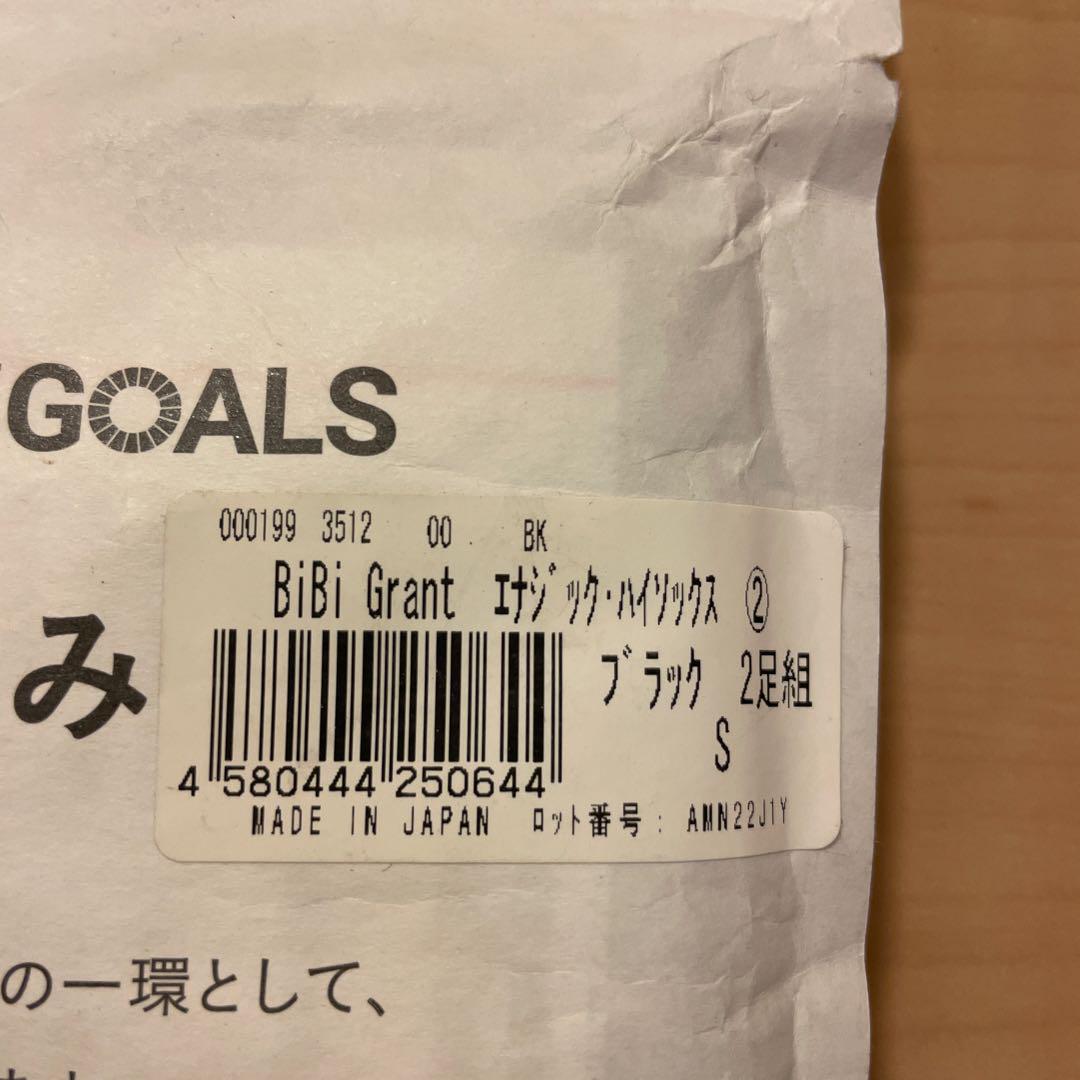 GOALS
000199 3512 00 BK
BiBi Grant エナジック・ハイソックス ②
み
ブラック 2足組
S
4 580444 250644
MADE IN JAPAN ロット番号: AMN22J1Y
の一環として、